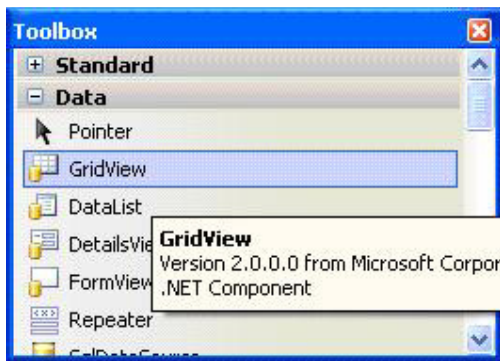 Toolbox
Standard
Data
Pointer
GridView
DataList
DetailsVie
GridView
Version 2.0.0.0 from Microsoft Corpor
.NET Component
FormView
Repeater
SqlDataSource